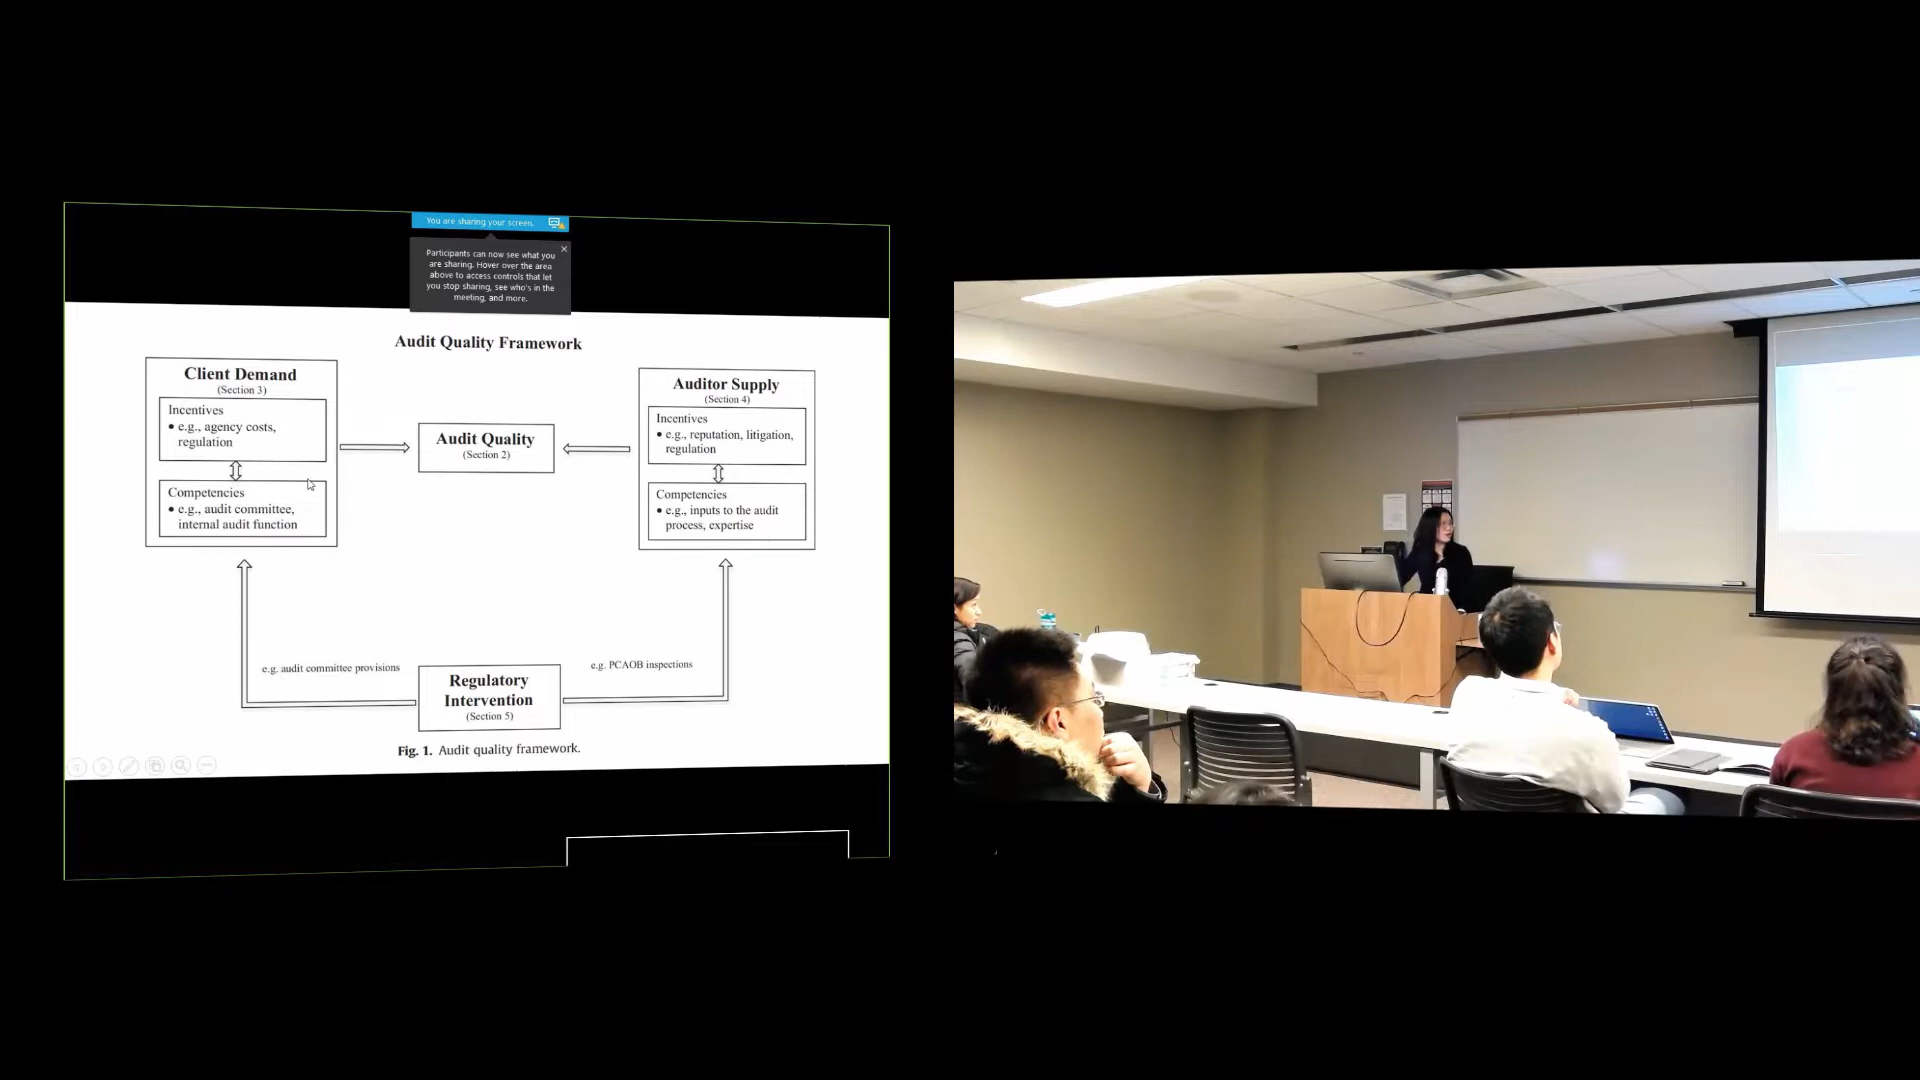 You are sharing your screen.
Participants can now see what you
are sharing. Hover over the area
above to access controls that let
you stop sharing, see who's in the
meeting, and more.
Audit Quality Framework
Client Demand
(Section 3)
Incentives
• e.g., agency costs,
regulation
Competencies
• e.g., audit committee,
internal audit function
Audit Quality
(Section 2)
Auditor Supply
(Section 4)
Incentives
• e.g., reputation, litigation,
regulation
Competencies
• e.g., inputs to the audit
process, expertise
e.g. audit committee provisions
e.g. PCAOB inspections
Regulatory
Intervention
(Section 5)
Fig. 1. Audit quality framework.